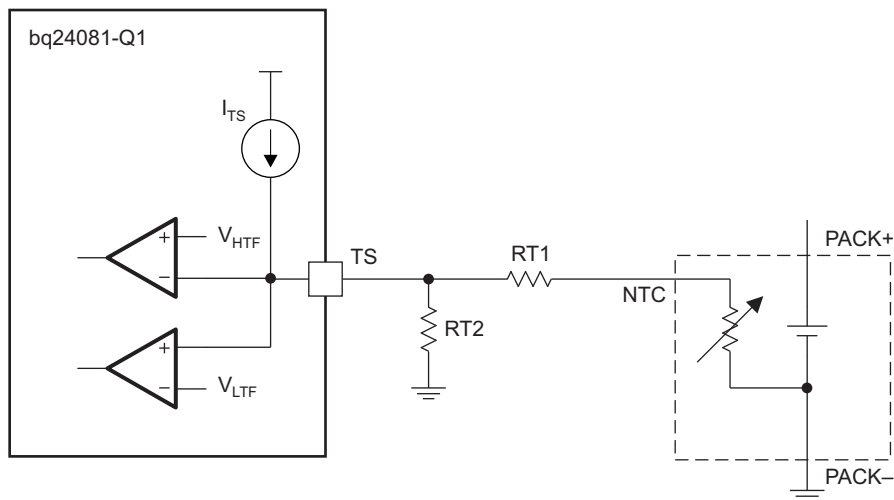 bq24081-Q1
I_TS
V_HTF
+
−
TS
RT1
PACK+
NTC
RT2
+
−
V_LTF
PACK–